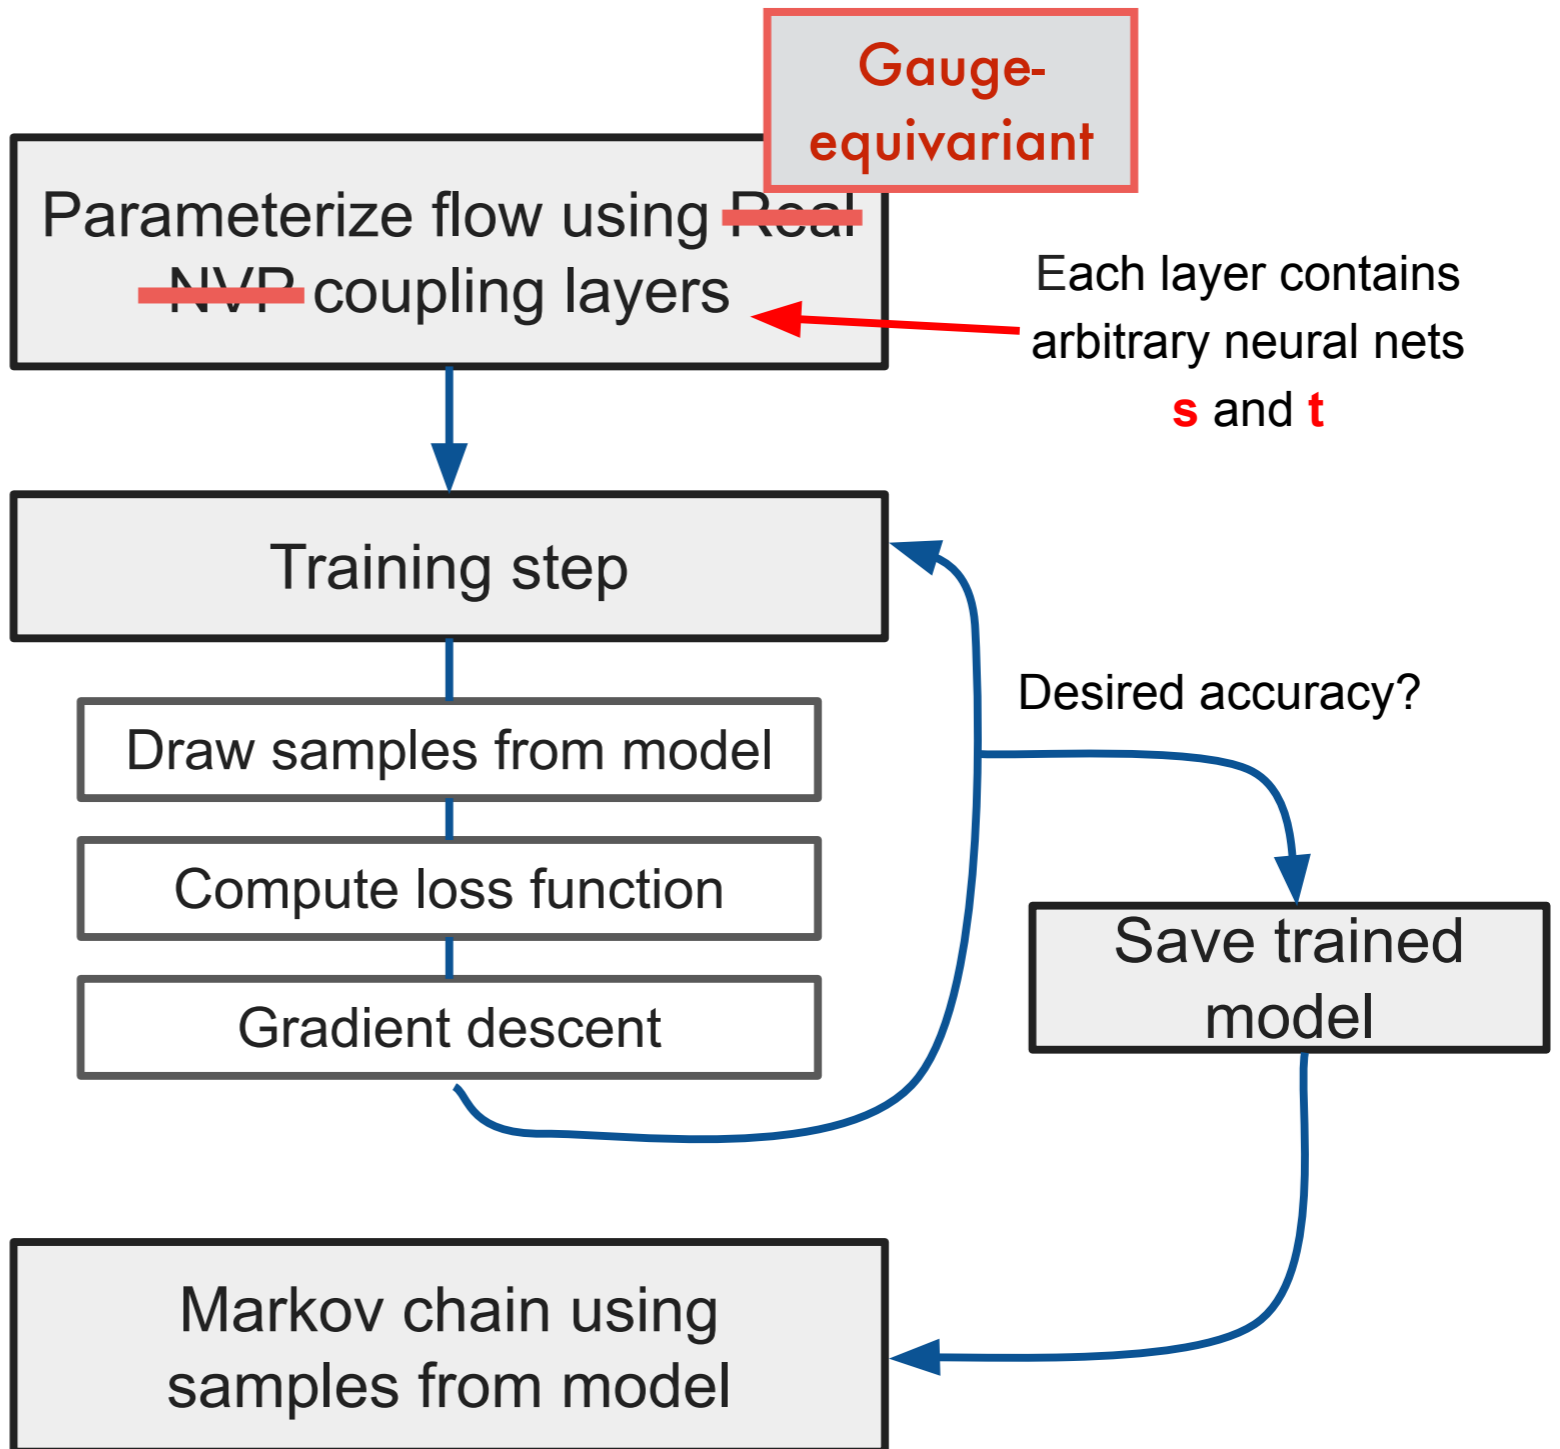 Gauge-
equivariant
Parameterize flow using Real
NVP coupling layers
Each layer contains
arbitrary neural nets
s and t
Training step
Desired accuracy?
Draw samples from model
Compute loss function
Gradient descent
Save trained
model
Markov chain using
samples from model